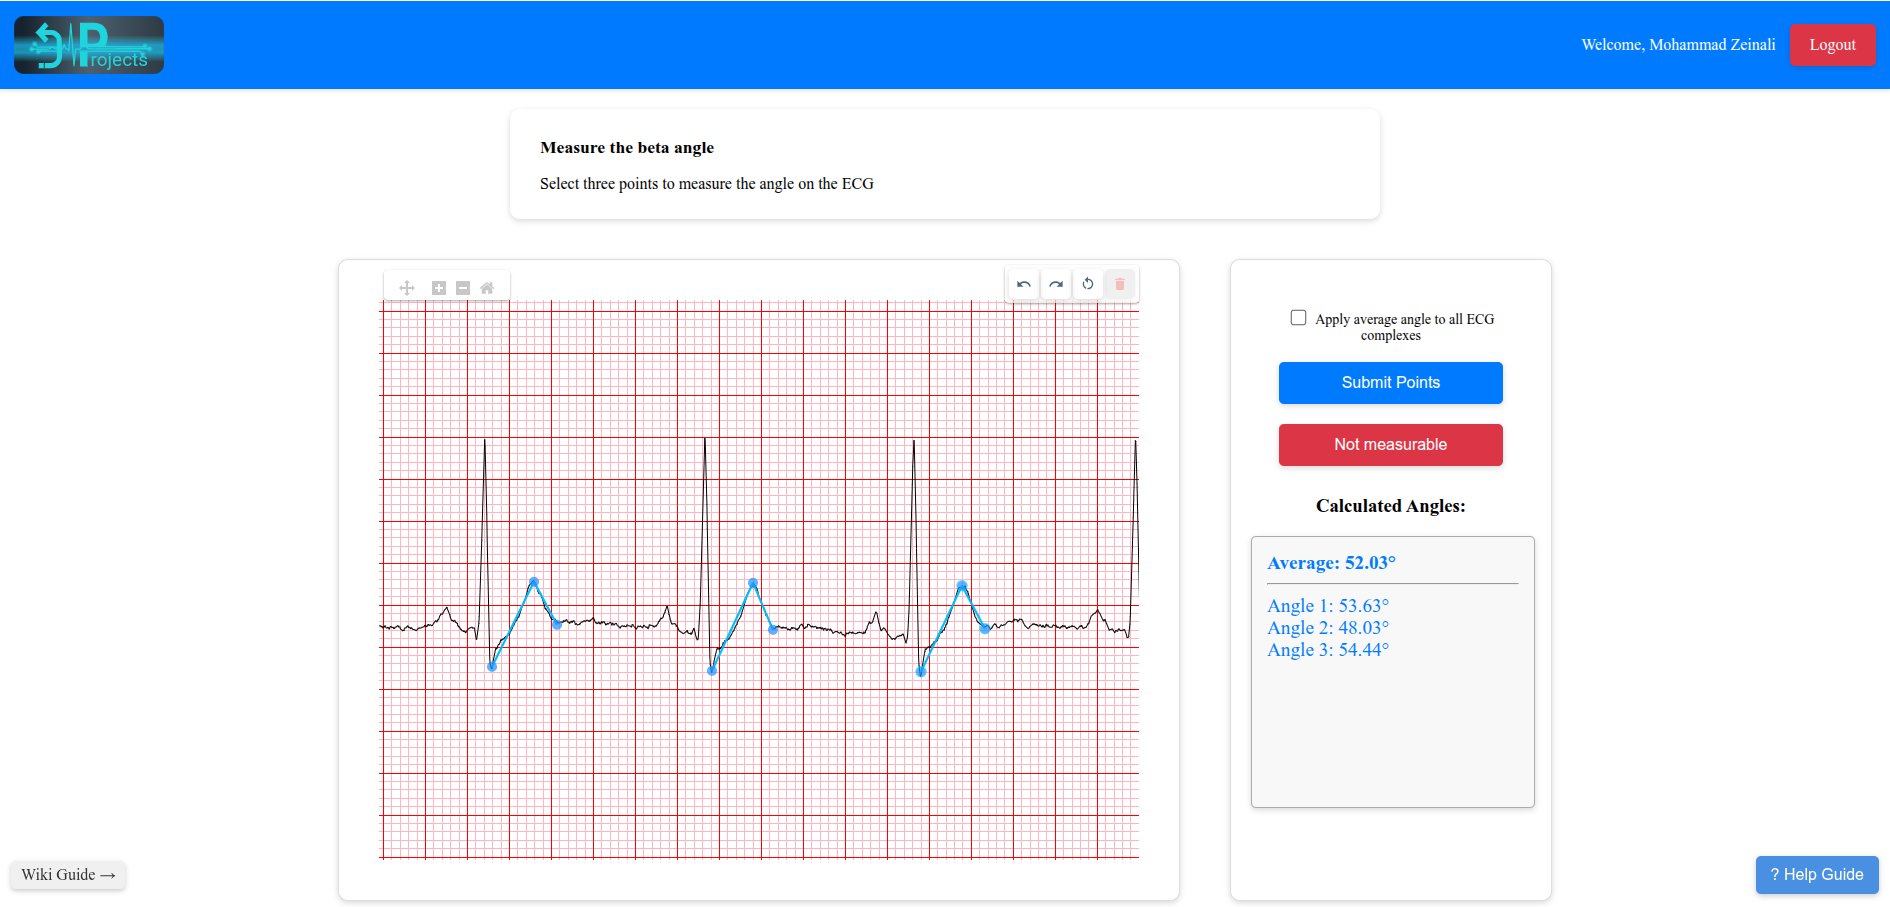 Projects
Welcome, Mohammad Zeinali
Logout
Measure the beta angle
Select three points to measure the angle on the ECG
Apply average angle to all ECG
complexes
Submit Points
Not measurable
Calculated Angles:
Average: 52.03°
Angle 1: 53.63°
Angle 2: 48.03°
Angle 3: 54.44°
Wiki Guide →
? Help Guide